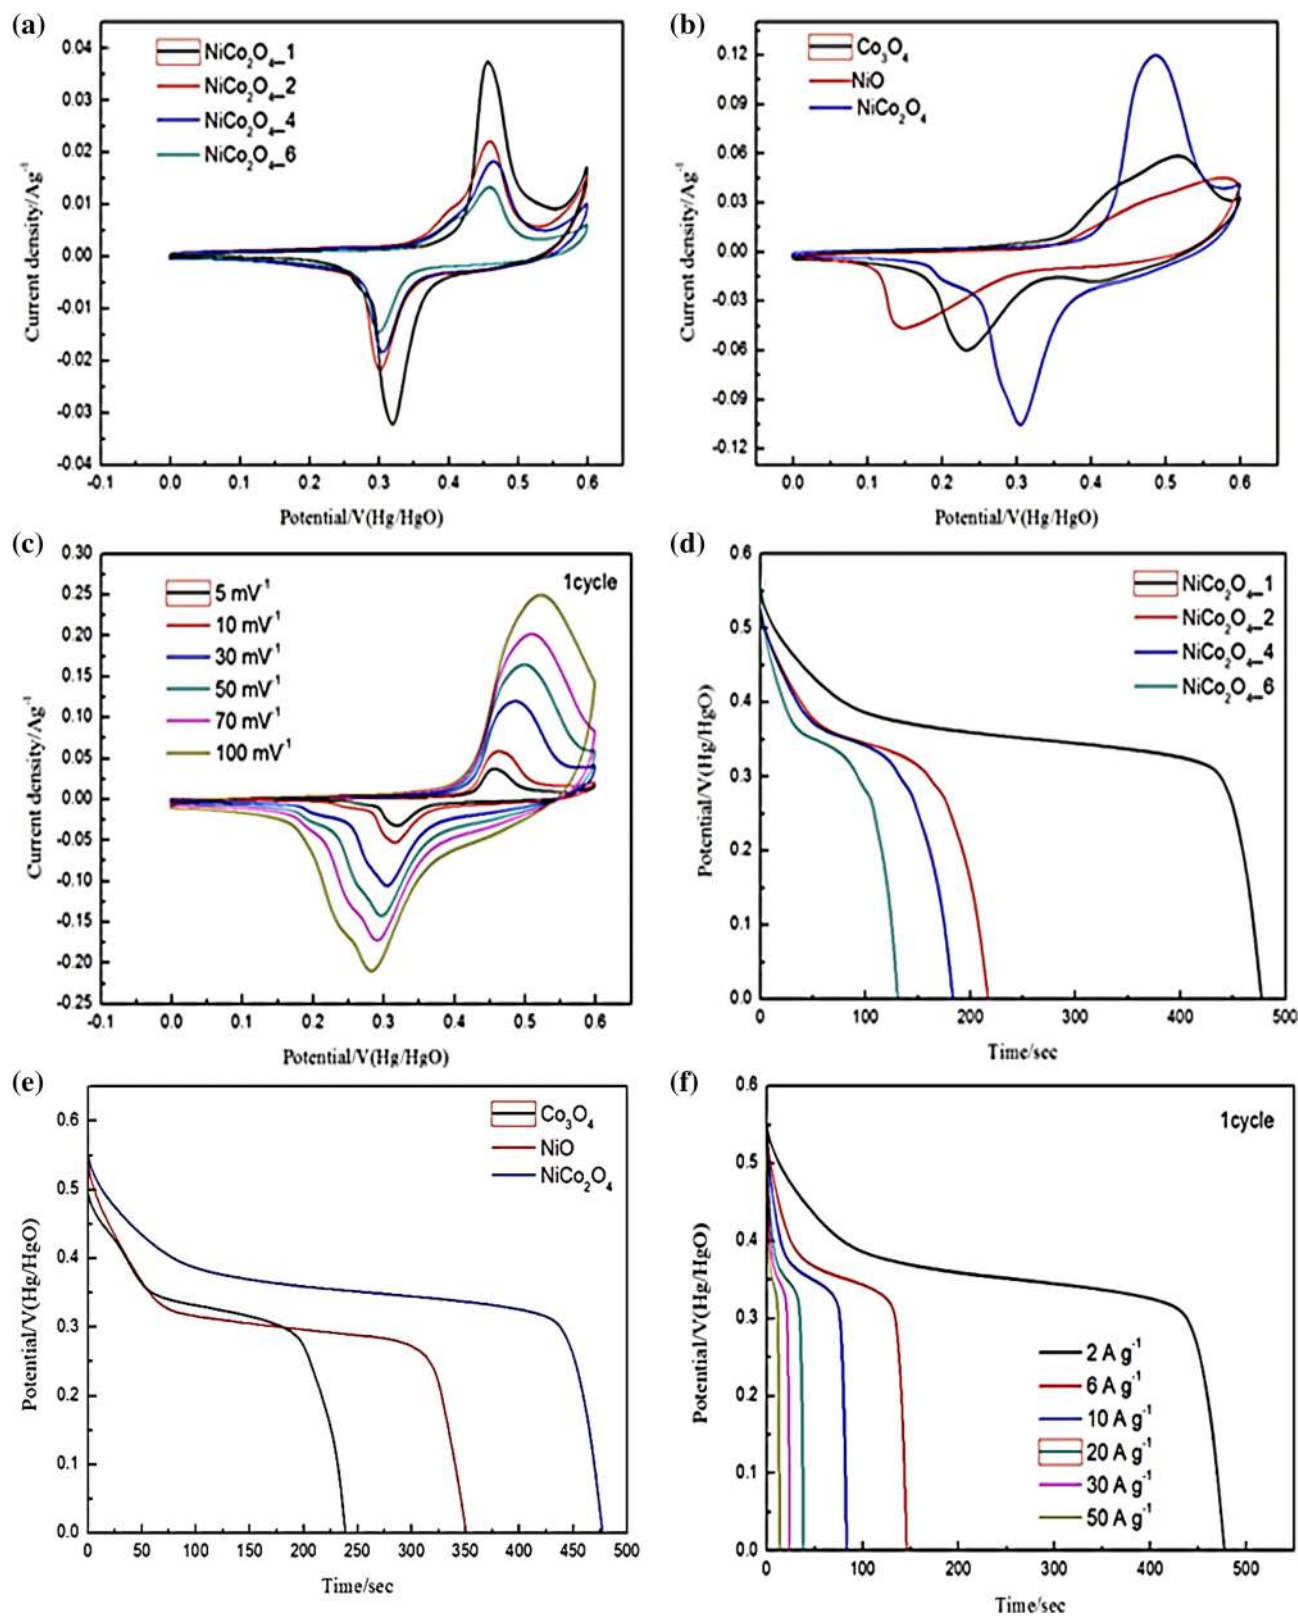 (a)
NiCo₂O₄_1
NiCo₂O₄_2
NiCo₂O₄_4
NiCo₂O₄_6
0.04
0.03
0.02
0.01
0.00
-0.01
-0.02
-0.03
-0.04
Current density/Ag⁻¹
-0.1 0.0 0.1 0.2 0.3 0.4 0.5 0.6
Potential/V(Hg/HgO)
(b)
Co₃O₄
NiO
NiCo₂O₄
0.12
0.09
0.06
0.03
0.00
-0.03
-0.06
-0.09
-0.12
Current density/Ag⁻¹
0.0 0.1 0.2 0.3 0.4 0.5 0.6
Potential/V(Hg/HgO)
(c)
1cycle
5 mV⁻¹
10 mV⁻¹
30 mV⁻¹
50 mV⁻¹
70 mV⁻¹
100 mV⁻¹
0.30
0.25
0.20
0.15
0.10
0.05
0.00
-0.05
-0.10
-0.15
-0.20
-0.25
Current density/Ag⁻¹
-0.1 0.0 0.1 0.2 0.3 0.4 0.5 0.6
Potential/V(Hg/HgO)
(d)
NiCo₂O₄_1
NiCo₂O₄_2
NiCo₂O₄_4
NiCo₂O₄_6
0.6
0.5
0.4
0.3
0.2
0.1
0.0
Potential/V(Hg/HgO)
0 100 200 300 400 500
Time/sec
(e)
Co₃O₄
NiO
NiCo₂O₄
0.6
0.5
0.4
0.3
0.2
0.1
0.0
Potential/V(Hg/HgO)
0 50 100 150 200 250 300 350 400 450 500
Time/sec
(f)
1cycle
2 A g⁻¹
6 A g⁻¹
10 A g⁻¹
20 A g⁻¹
30 A g⁻¹
50 A g⁻¹
0.6
0.5
0.4
0.3
0.2
0.1
0.0
Potential/V(Hg/HgO)
0 100 200 300 400 500
Time/sec